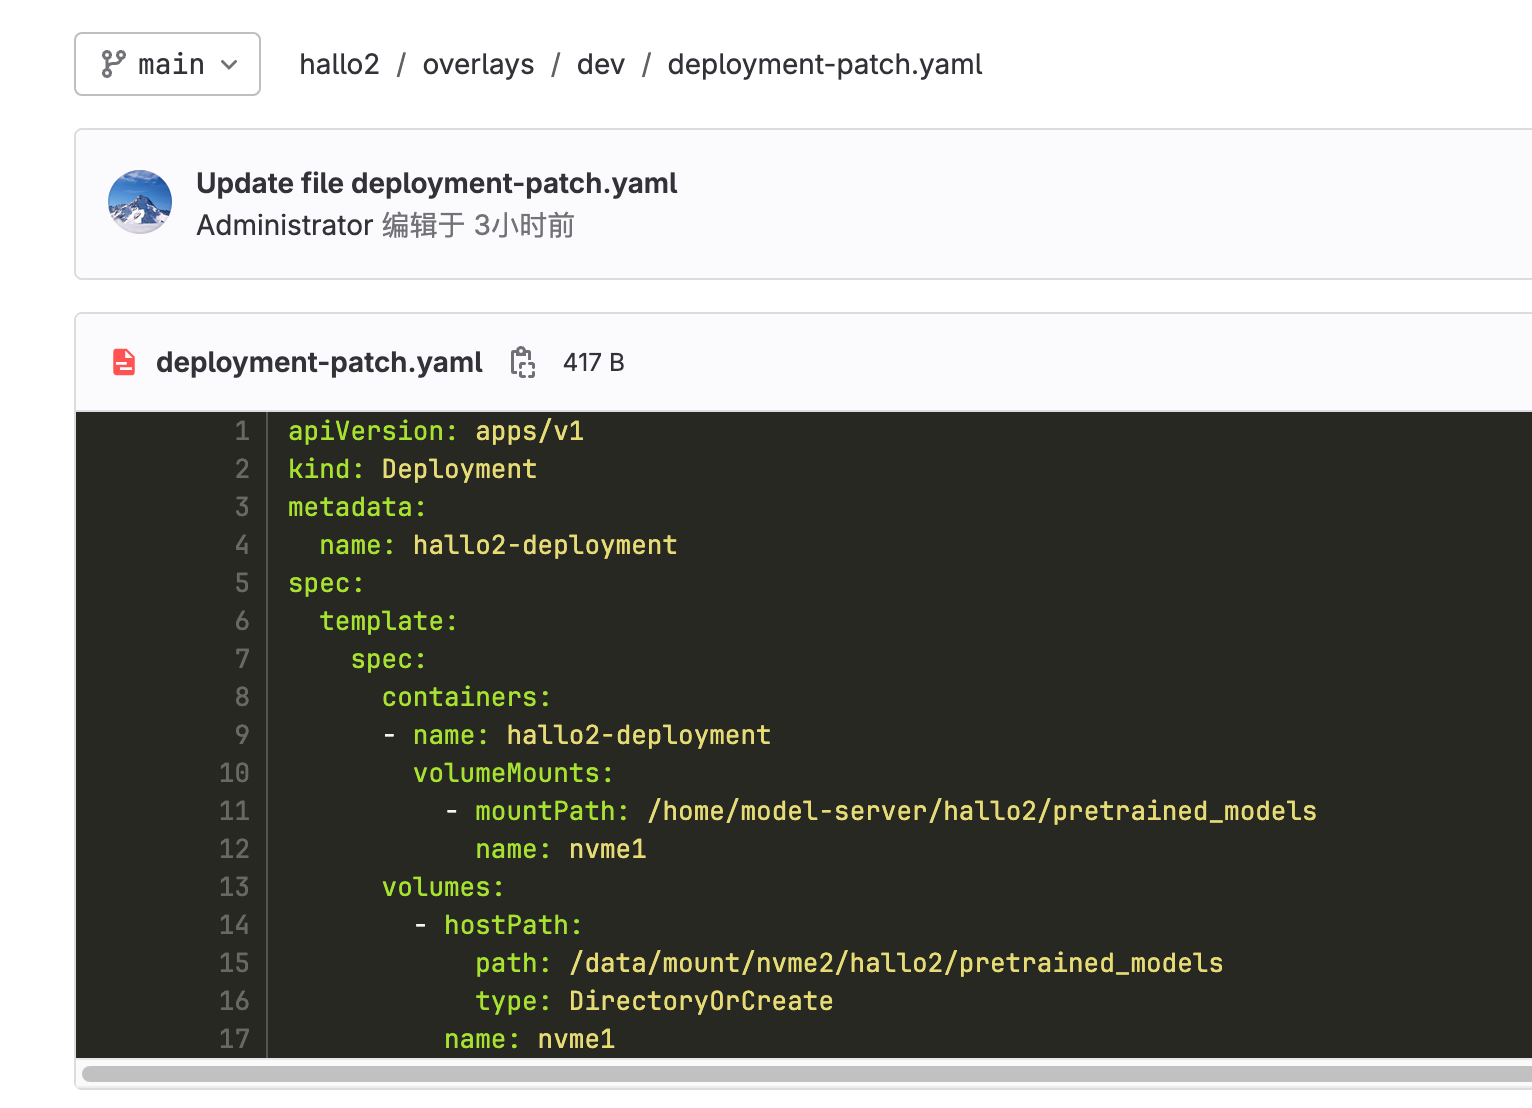 main
hallo2 / overlays / dev / deployment-patch.yaml
Update file deployment-patch.yaml
Administrator 编辑于 3小时前
deployment-patch.yaml 417 B
1 apiVersion: apps/v1
2 kind: Deployment
3 metadata:
4   name: hallo2-deployment
5 spec:
6   template:
7     spec:
8       containers:
9       - name: hallo2-deployment
10         volumeMounts:
11           - mountPath: /home/model-server/hallo2/pretrained_models
12             name: nvme1
13       volumes:
14         - hostPath:
15             path: /data/mount/nvme2/hallo2/pretrained_models
16             type: DirectoryOrCreate
17           name: nvme1